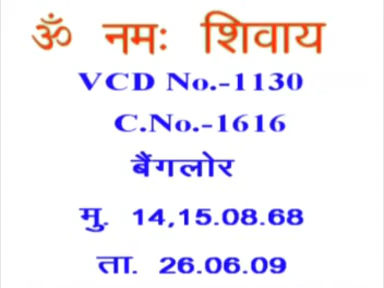 ॐ नमः शिवाय
VCD No.-1130
C.No.-1616
बैंगलोर
मु. 14,15.08.68
ता. 26.06.09